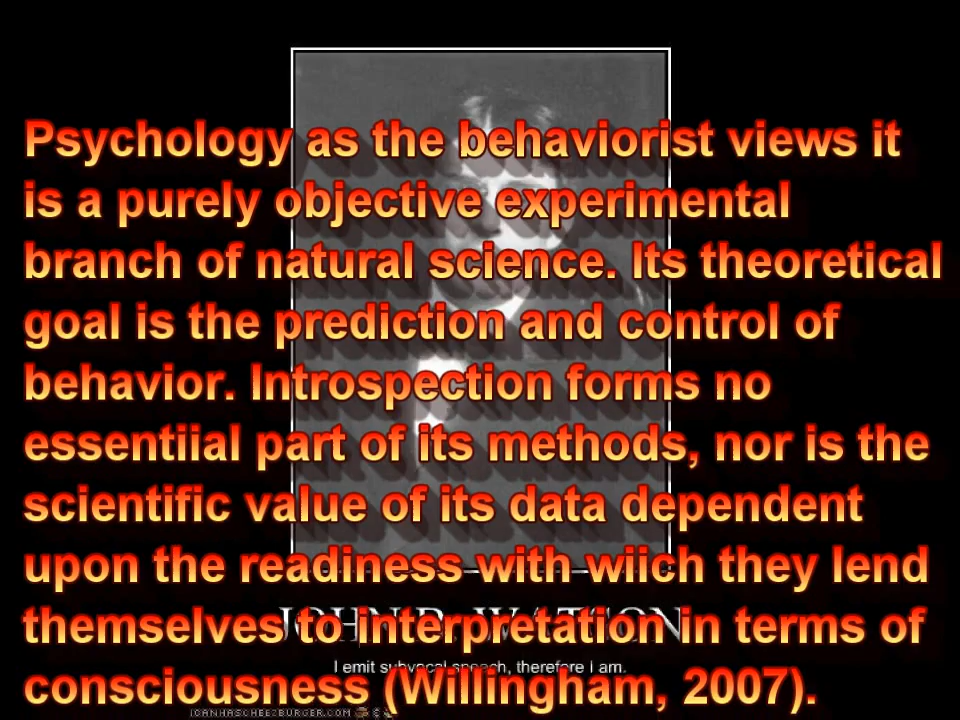 Psychology as the behaviorist views it
is a purely objective experimental
branch of natural science. Its theoretical
goal is the prediction and control of
behavior. Introspection forms no
essentiial part of its methods, nor is the
scientific value of its data dependent
upon the readiness with wiich they lend
themselves to interpretation in terms of
consciousness (Willingham, 2007).
JOHN B. WATSON
I emit subvocal speech, therefore I am.
ICANHASCHEEZBURGER.COM